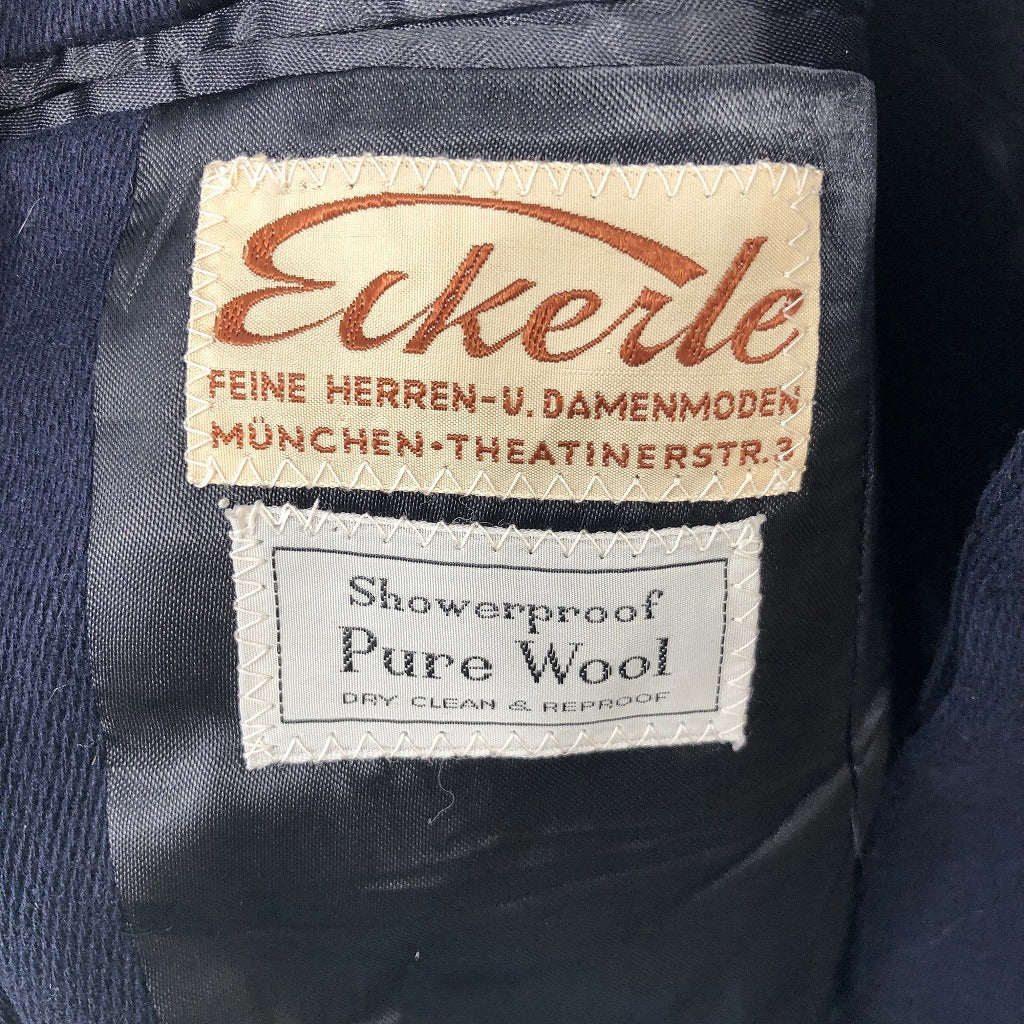 Eckerle
FEINE HERREN-U. DAMENMODEN
MÜNCHEN·THEATINERSTR. 3
Showerproof
Pure Wool
DRY CLEAN & REPROOF